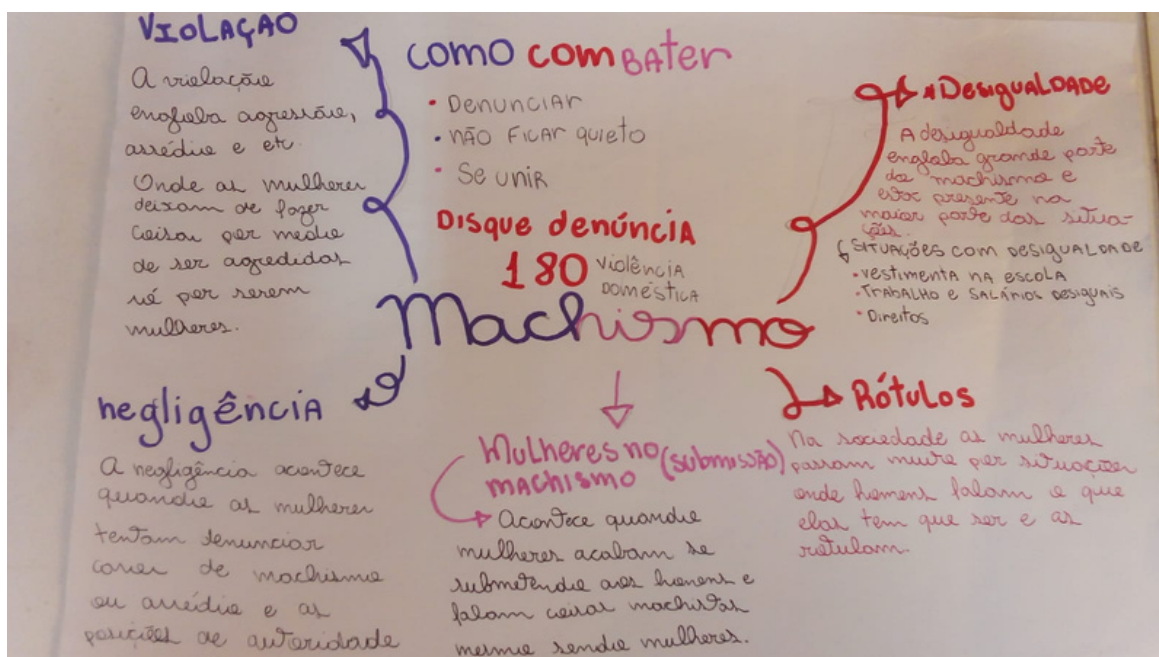 VIOLAÇÃO
A violação
engloba agressão,
assédio e etc.
Onde as mulheres
deixam de fazer
coisas por medo
de ser agredidas
só por serem
mulheres.
COMO COMBATER
• DENUNCIAR
• NÃO FICAR quieto
• Se UNIR
Disque denúncia
180 Violência
Doméstica
*DesigUALDADE
A desigualdade
engloba grande parte
do machismo e
está presente na
maior parte das situa-
ções.
SITUAÇÕES COM DESIGUALDADE
• vestimenta na escola
• TRABALHO e SALÁRIOS DesigUAIS
• Direitos
Machismo
negligência
A negligência acontece
quando as mulheres
tentam denunciar
casos de machismo
ou assédio e as
posições de autoridade
Mulheres no (submissão)
machismo
Acontece quando
mulheres acabam se
submetendo aos homens e
falam coisas machistas
mesmo sendo mulheres.
Rótulos
Na sociedade as mulheres
passam muito por situações
onde homens falam o que
elas tem que ser e as
rotulam.